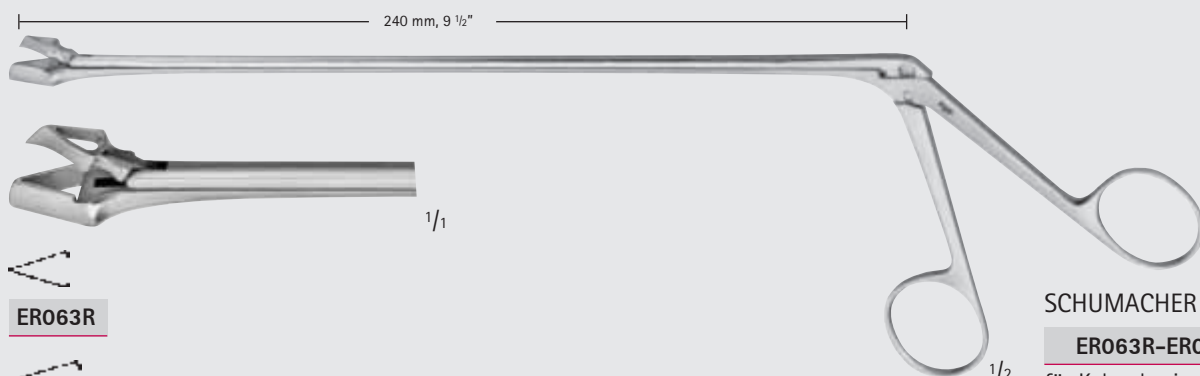 240 mm, 9 ½"
1/1
ER063R
SCHUMACHER
ER063R-ER0
1/2